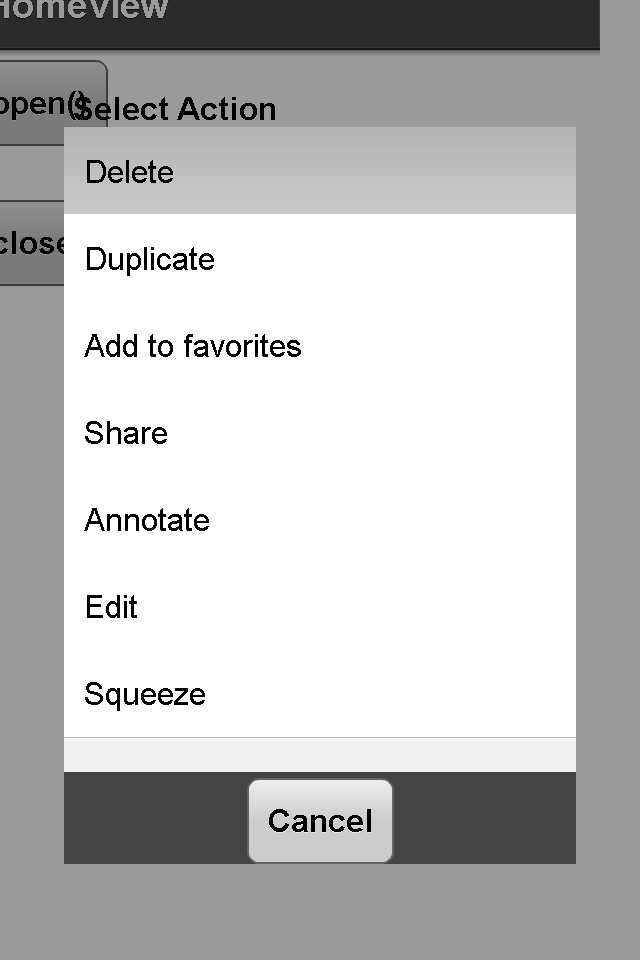 HomeView
open()
Select Action
Delete
Duplicate
close
Add to favorites
Share
Annotate
Edit
Squeeze
Cancel